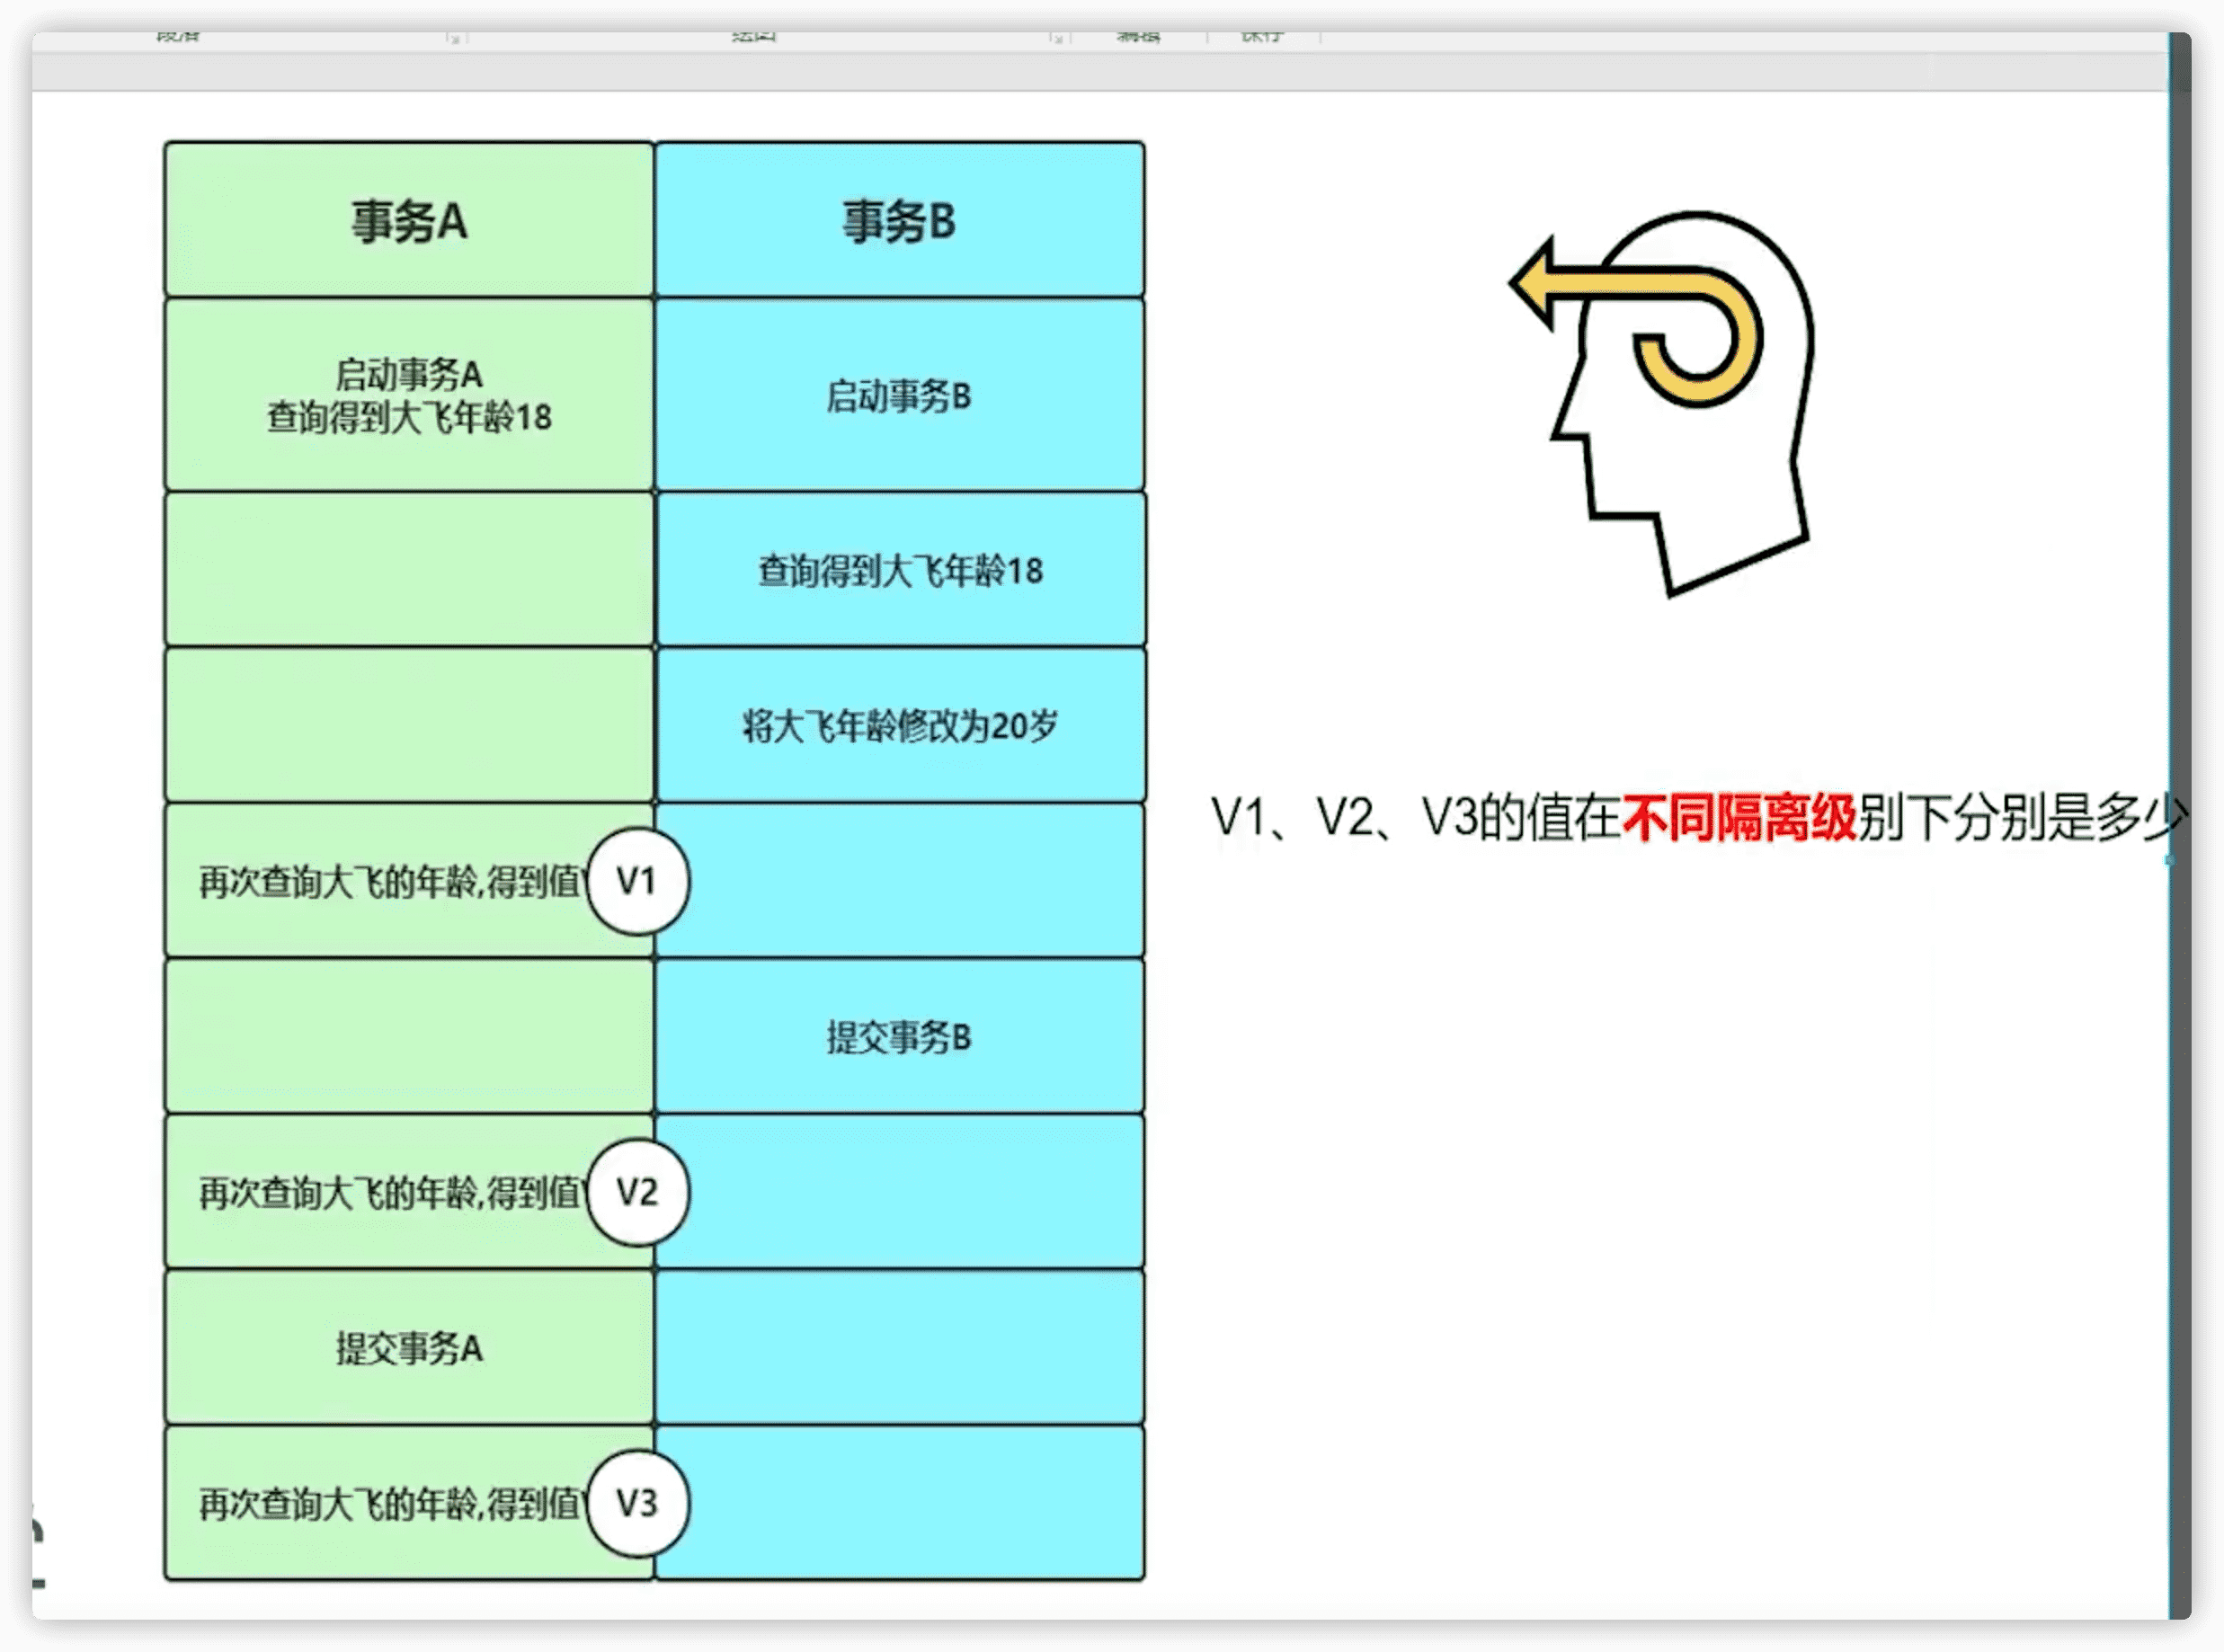 事务A
事务B
启动事务A
查询得到大飞年龄18
启动事务B
查询得到大飞年龄18
将大飞年龄修改为20岁
再次查询大飞的年龄,得到值
V1
提交事务B
再次查询大飞的年龄,得到值
V2
提交事务A
再次查询大飞的年龄,得到值
V3
V1、V2、V3的值在不同隔离级别下分别是多少